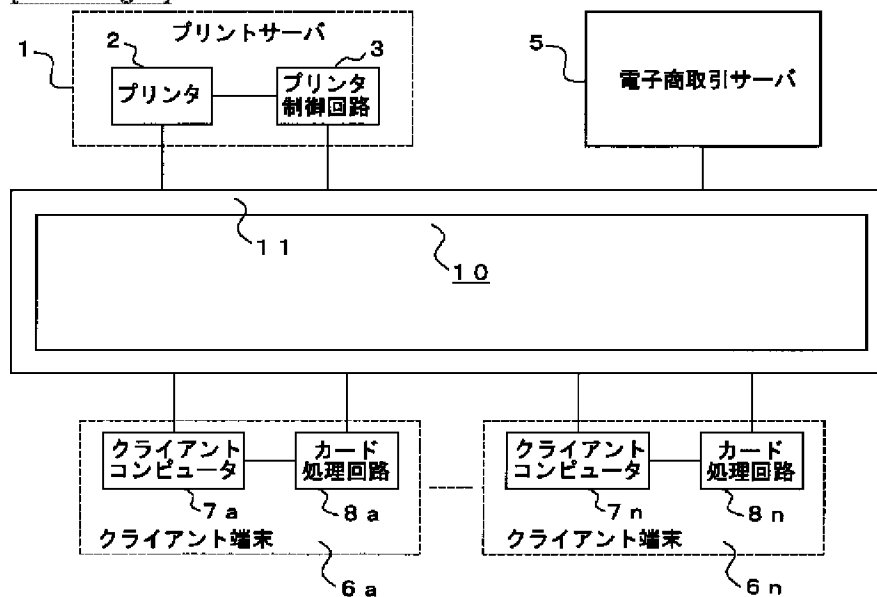 プリントサーバ
1
2
3
プリンタ
プリンタ
制御回路
5
電子商取引サーバ
11
10
クライアント
コンピュータ
カード
処理回路
7a
8a
クライアント端末
6a
クライアント
コンピュータ
カード
処理回路
7n
8n
クライアント端末
6n